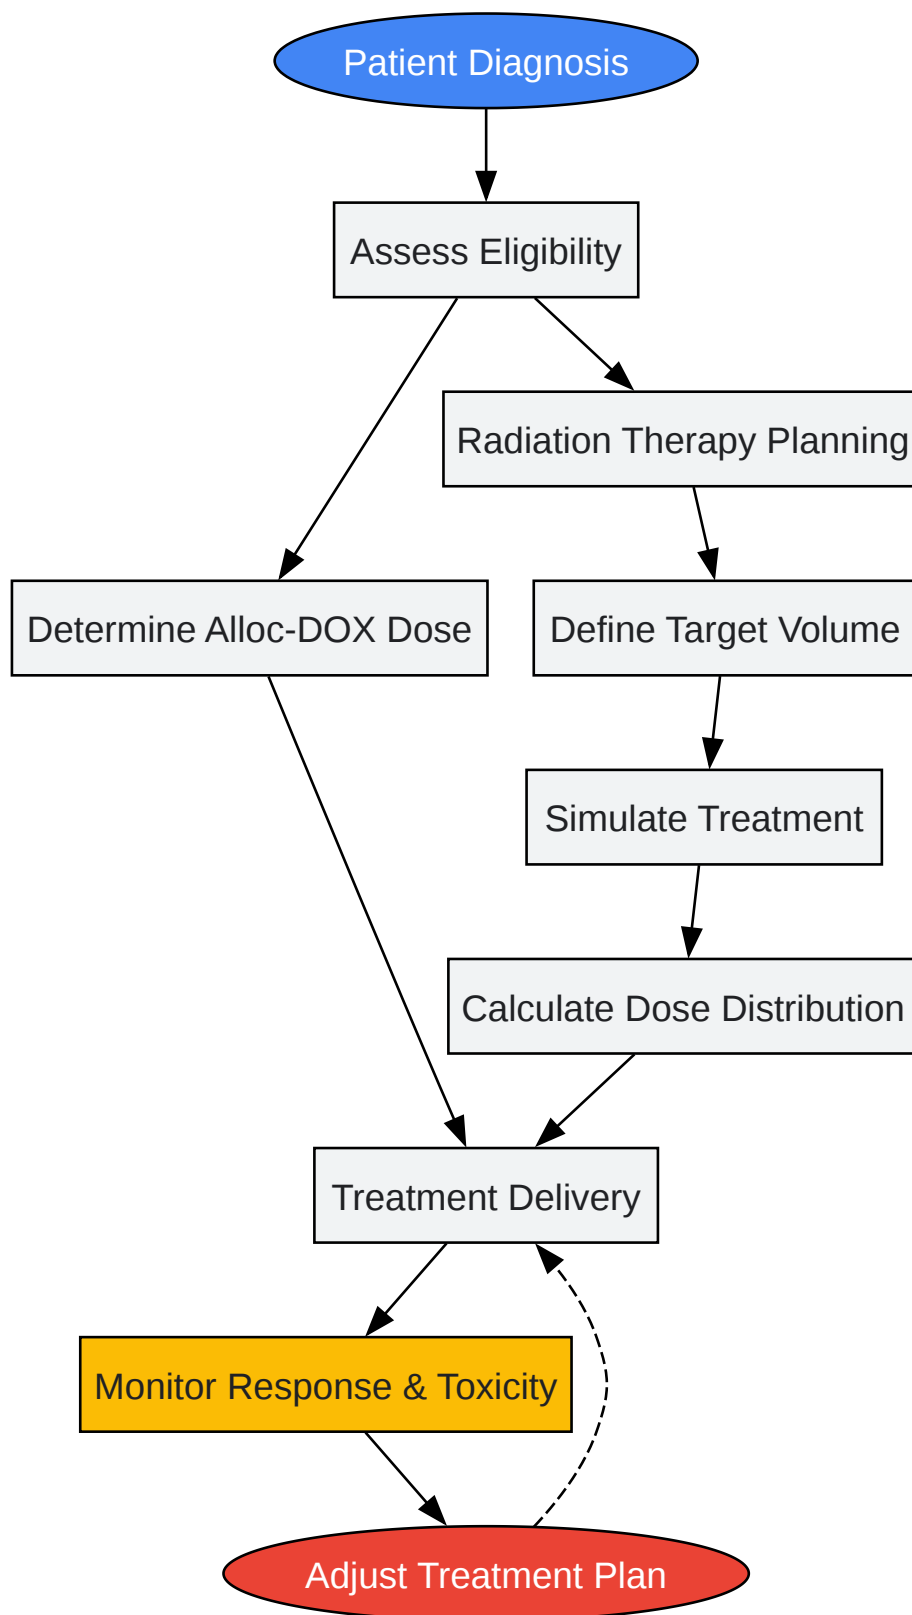 Patient Diagnosis
Assess Eligibility
Radiation Therapy Planning
Determine Alloc-DOX Dose
Define Target Volume
Simulate Treatment
Calculate Dose Distribution
Treatment Delivery
Monitor Response & Toxicity
Adjust Treatment Plan